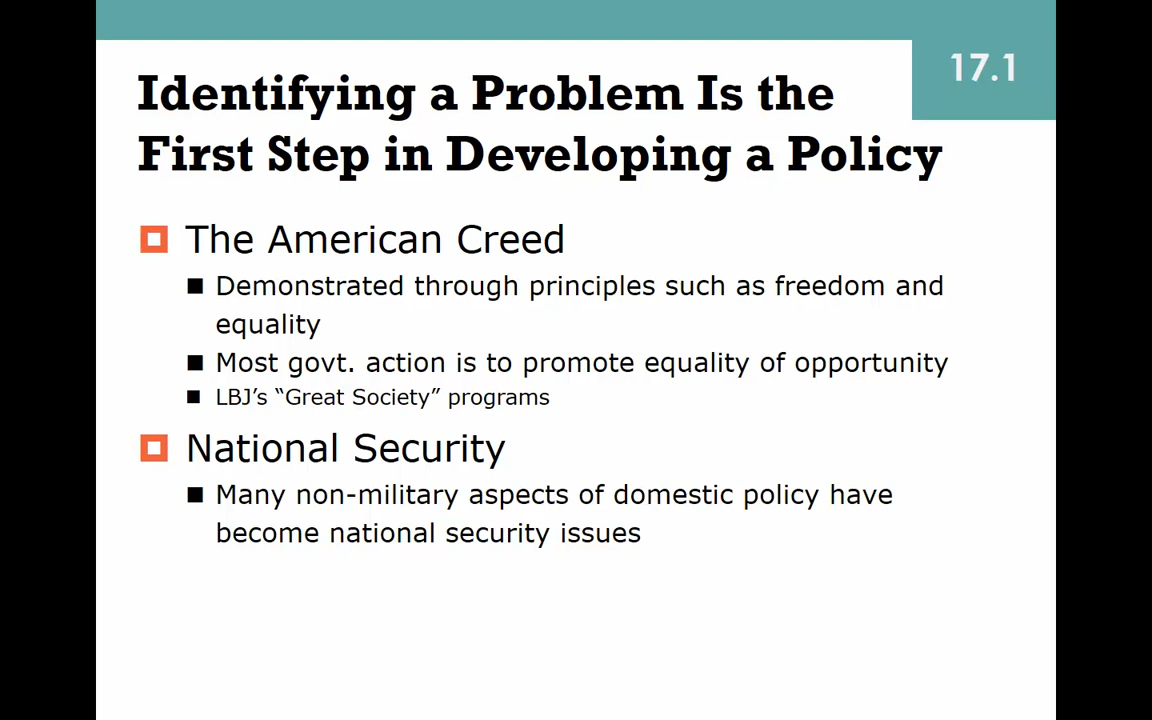 17.1
Identifying a Problem Is the
First Step in Developing a Policy
The American Creed
Demonstrated through principles such as freedom and
equality
Most govt. action is to promote equality of opportunity
LBJ’s “Great Society” programs
National Security
Many non-military aspects of domestic policy have
become national security issues